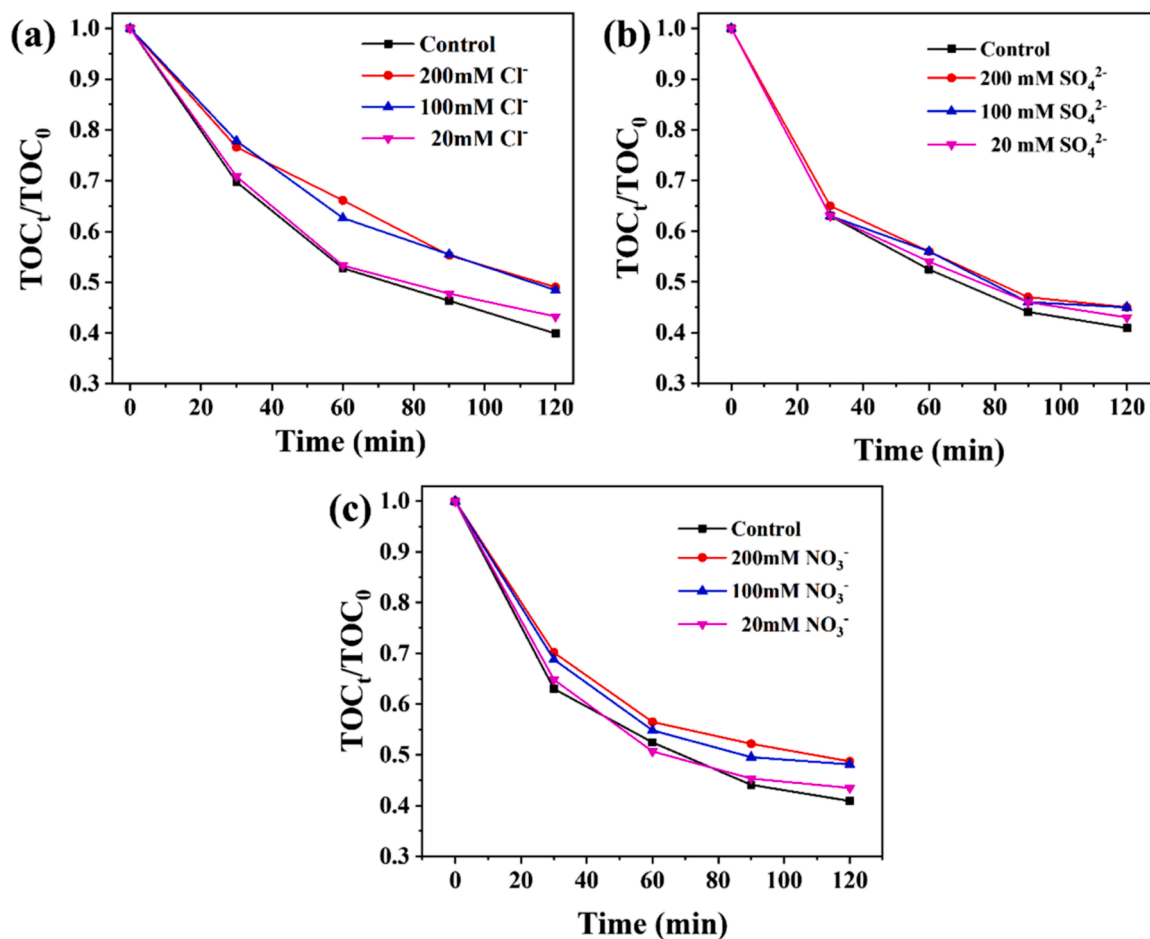 (a)
Control
200mM Cl⁻
100mM Cl⁻
20mM Cl⁻
TOCₜ/TOC₀
1.0
0.9
0.8
0.7
0.6
0.5
0.4
0.3
0 20 40 60 80 100 120
Time (min)
(b)
Control
200 mM SO₄²⁻
100 mM SO₄²⁻
20 mM SO₄²⁻
TOCₜ/TOC₀
1.0
0.9
0.8
0.7
0.6
0.5
0.4
0.3
0 20 40 60 80 100 120
Time (min)
(c)
Control
200mM NO₃⁻
100mM NO₃⁻
20mM NO₃⁻
TOCₜ/TOC₀
1.0
0.9
0.8
0.7
0.6
0.5
0.4
0.3
0 20 40 60 80 100 120
Time (min)